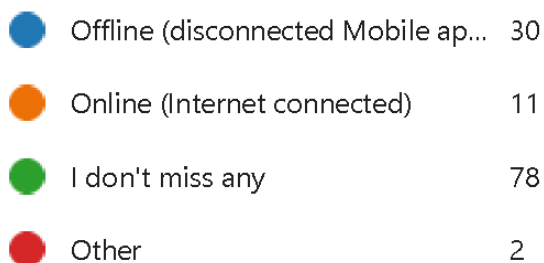 Offline (disconnected Mobile ap... 30
Online (Internet connected) 11
I don't miss any 78
Other 2